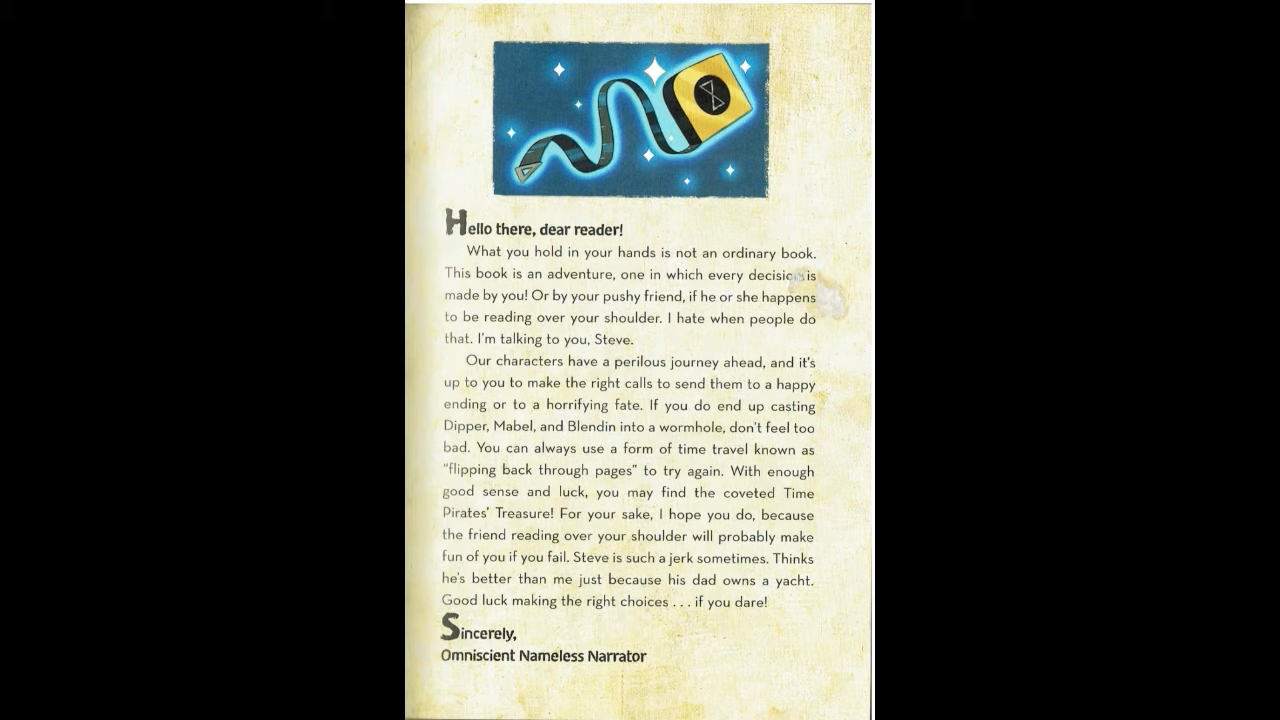 Hello there, dear reader!
What you hold in your hands is not an ordinary book.
This book is an adventure, one in which every decision is
made by you! Or by your pushy friend, if he or she happens
to be reading over your shoulder. I hate when people do
that. I'm talking to you, Steve.
Our characters have a perilous journey ahead, and it's
up to you to make the right calls to send them to a happy
ending or to a horrifying fate. If you do end up casting
Dipper, Mabel, and Blendin into a wormhole, don't feel too
bad. You can always use a form of time travel known as
"flipping back through pages" to try again. With enough
good sense and luck, you may find the coveted Time
Pirates' Treasure! For your sake, I hope you do, because
the friend reading over your shoulder will probably make
fun of you if you fail. Steve is such a jerk sometimes. Thinks
he's better than me just because his dad owns a yacht.
Good luck making the right choices . . . if you dare!
Sincerely,
Omniscient Nameless Narrator